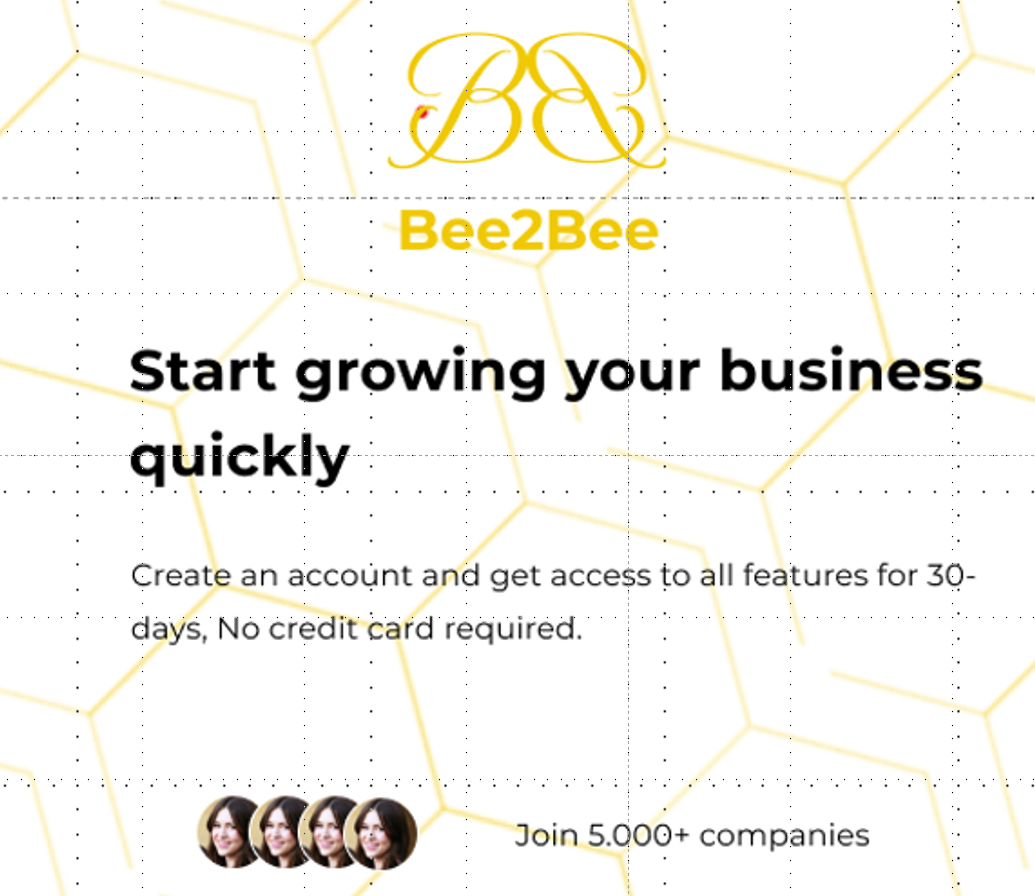 BB
Bee2Bee
Start growing your business
quickly
Create an account and get access to all features for 30-
days, No credit card required.
Join 5.000+ companies